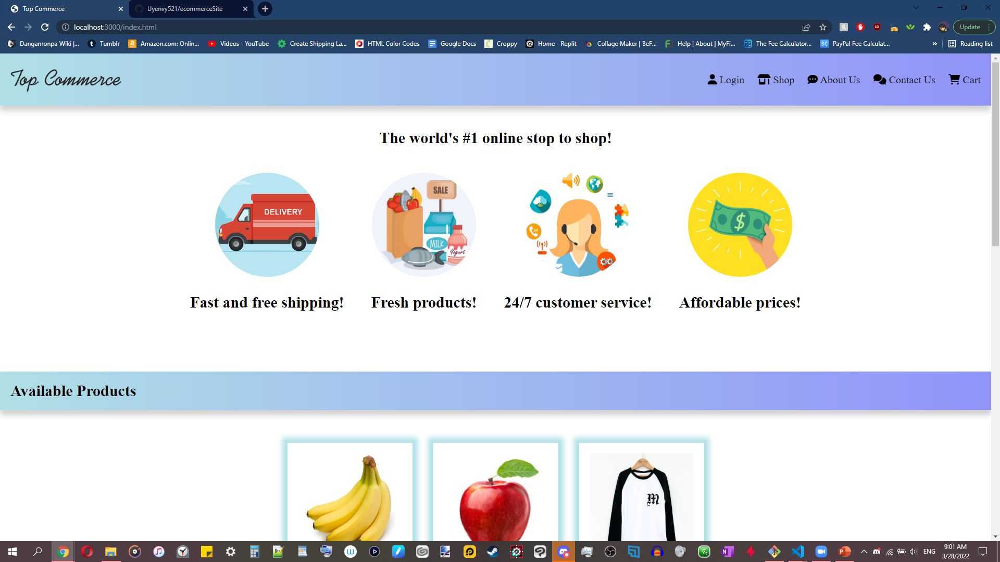 Top Commerce
Uyenvy521/ecommerceSite
localhost:3000/index.html
Update
Danganronpa Wiki |...
Tumblr
Amazon.com: Onlin...
Videos - YouTube
Create Shipping La...
HTML Color Codes
Google Docs
Croppy
Home - Replit
Collage Maker | BeF...
Help | About | MyFi...
The Fee Calculator...
PayPal Fee Calculat...
»
Reading list
Top Commerce
Login
Shop
About Us
Contact Us
Cart
The world's #1 online stop to shop!
DELIVERY
SALE
MILK
Yogurt
24
$
Fast and free shipping!
Fresh products!
24/7 customer service!
Affordable prices!
Available Products
M
ENG
9:01 AM
3/28/2022